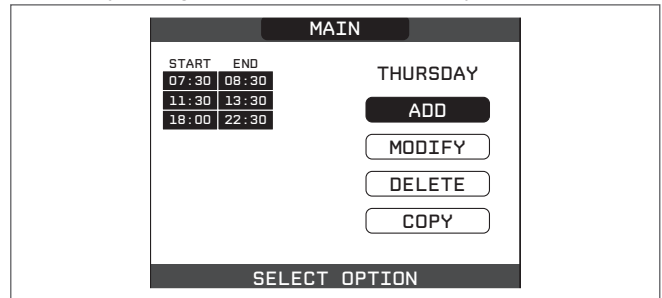 MAIN
START END
07:30 08:30
11:30 13:30
18:00 22:30
THURSDAY
ADD
MODIFY
DELETE
COPY
SELECT OPTION